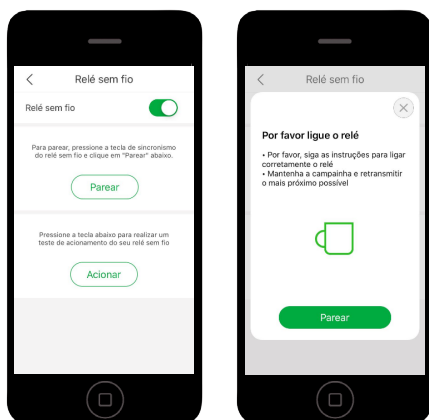 Relé sem fio
Relé sem fio
Para parear, pressione a tecla de sincronismo
do relé sem fio e clique em "Parear" abaixo.
Parear
Pressione a tecla abaixo para realizar um
teste de acionamento do seu relé sem fio
Acionar
Relé sem fio
Por favor ligue o relé
• Por favor, siga as instruções para ligar
corretamente o relé
• Mantenha a campainha e retransmitir
o mais próximo possível
Parear